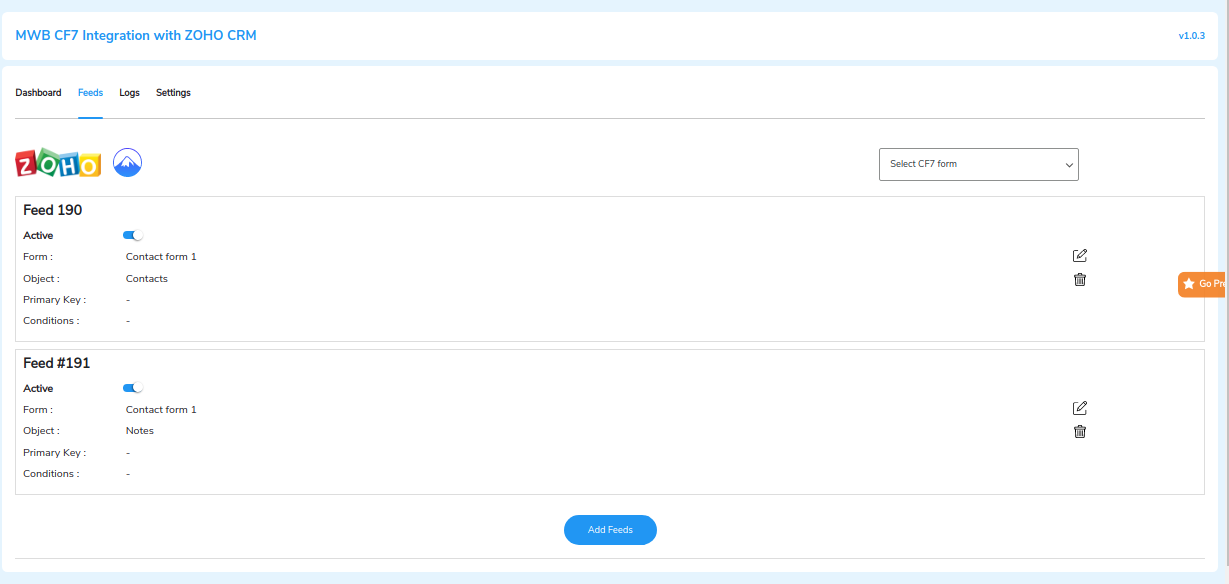 MWB CF7 Integration with ZOHO CRM
v1.0.3
Dashboard Feeds Logs Settings
ZOHO
Select CF7 form
Feed 190
Active
Form : Contact form 1
Object : Contacts
Primary Key : -
Conditions : -
Go Pre
Feed #191
Active
Form : Contact form 1
Object : Notes
Primary Key : -
Conditions : -
Add Feeds